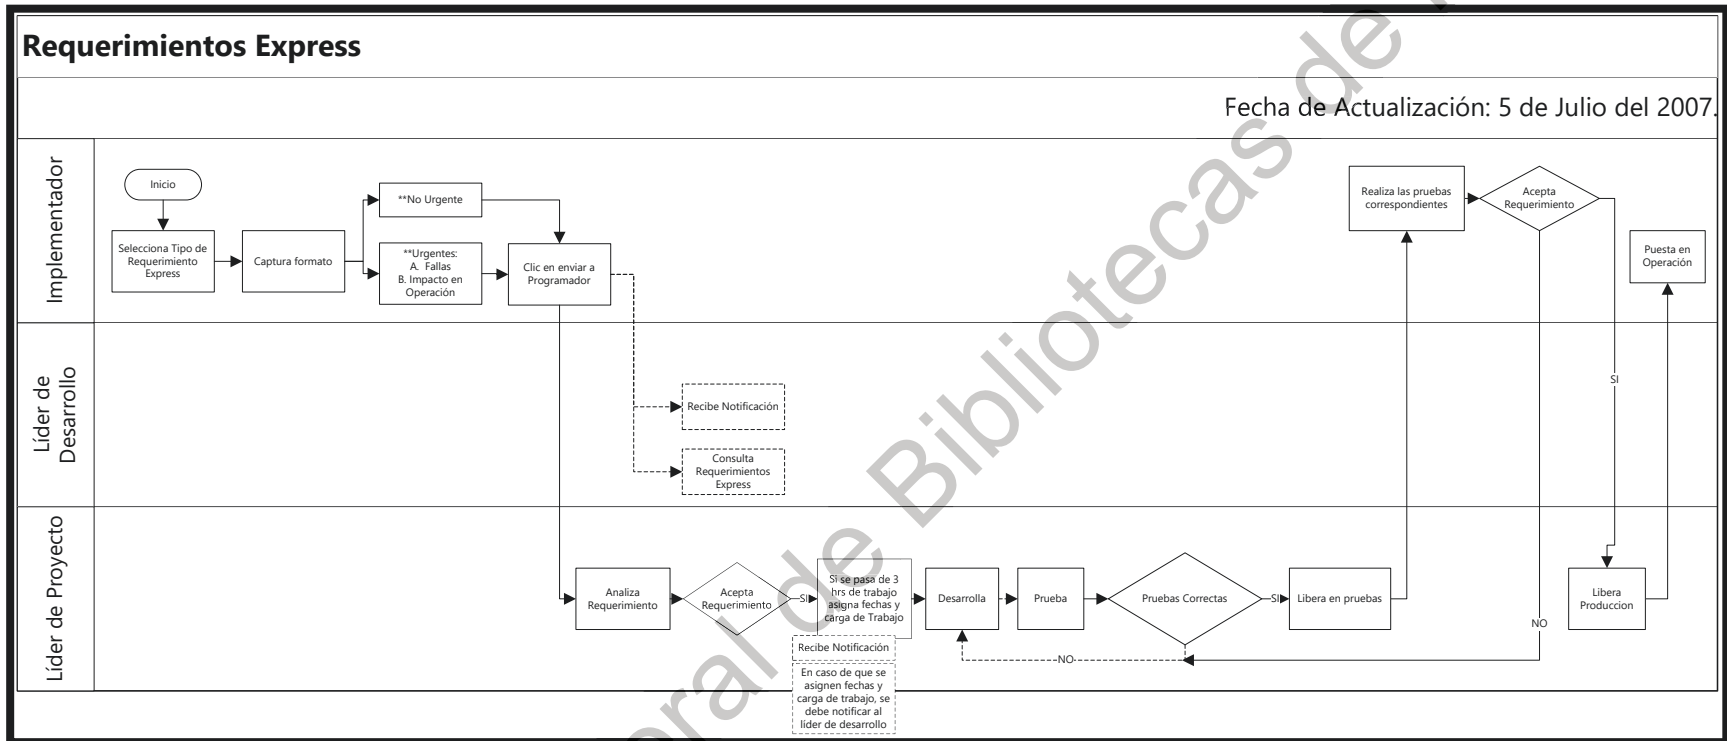 Requerimientos Express
Fecha de Actualización: 5 de Julio del 2007.
Implementador
Inicio
Selecciona Tipo de
Requerimiento
Express
Captura formato
**No Urgente
**Urgentes:
A. Fallas
B. Impacto en
Operación
Clic en enviar a
Programador
Realiza las pruebas
correspondientes
Acepta
Requerimiento
Puesta en
Operación
Líder de
Desarrollo
Recibe Notificación
Consulta
Requerimientos
Express
SI
Líder de Proyecto
Analiza
Requerimiento
Acepta
Requerimiento
SI
Si se pasa de 3
hrs de trabajo
asigna fechas y
carga de Trabajo
Recibe Notificación
En caso de que se
asignen fechas y
carga de trabajo, se
debe notificar al
líder de desarrollo
Desarrolla
Prueba
Pruebas Correctas
SI
NO
Libera en pruebas
NO
Libera
Produccion
eral de Bibliotecas de